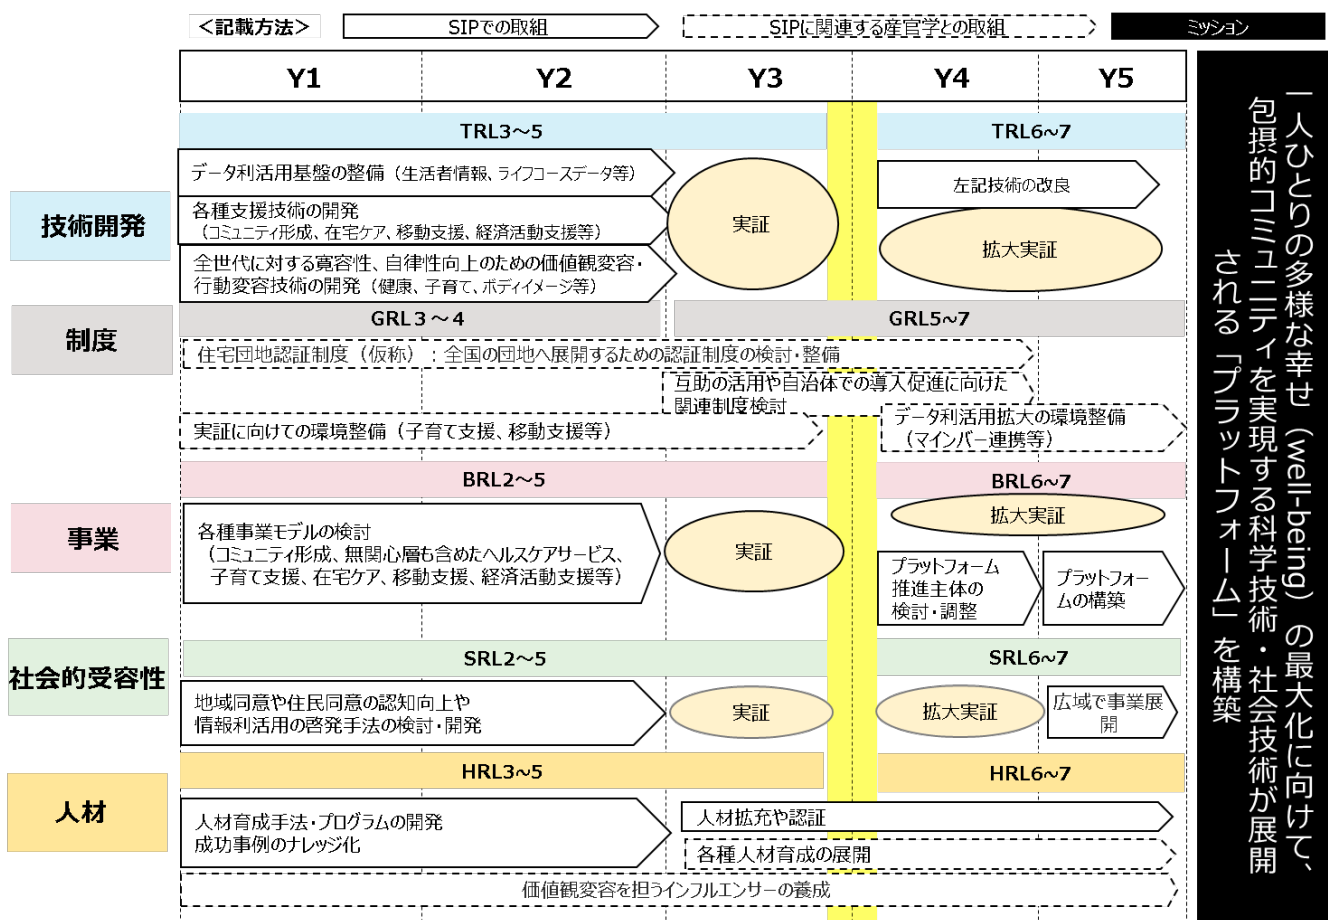 ＜記載方法＞
SIPでの取組
SIPに関連する産官学との取組
ミッション
Y1
Y2
Y3
Y4
Y5
技術開発
TRL3～5
TRL6~7
データ利活用基盤の整備（生活者情報、ライフコースデータ等）
各種支援技術の開発
（コミュニティ形成、在宅ケア、移動支援、経済活動支援等）
全世代に対する寛容性、自律性向上のための価値観変容・
行動変容技術の開発（健康、子育て、ボディイメージ等）
実証
左記技術の改良
拡大実証
制度
GRL３～４
GRL5~7
住宅団地認証制度（仮称）：全国の団地へ展開するための認証制度の検討・整備
互助の活用や自治体での導入促進に向けた
関連制度検討
実証に向けての環境整備（子育て支援、移動支援等）
データ利活用拡大の環境整備
（マインバー連携等）
事業
BRL2～5
BRL6~7
各種事業モデルの検討
（コミュニティ形成、無関心層も含めたヘルスケアサービス、
子育て支援、在宅ケア、移動支援、経済活動支援等）
実証
拡大実証
プラットフォーム
推進主体の
検討・調整
プラットフォー
ムの構築
社会的受容性
SRL2～5
SRL6~7
地域同意や住民同意の認知向上や
情報利活用の啓発手法の検討・開発
実証
拡大実証
広域で事業展
開
人材
HRL3~5
HRL6~7
人材育成手法・プログラムの開発
成功事例のナレッジ化
人材拡充や認証
各種人材育成の展開
価値観変容を担うインフルエンサーの養成
一人ひとりの多様な幸せ（well-being）の最大化に向けて、
包摂的コミュニティを実現する科学技術・社会技術が展開
される「プラットフォーム」を構築